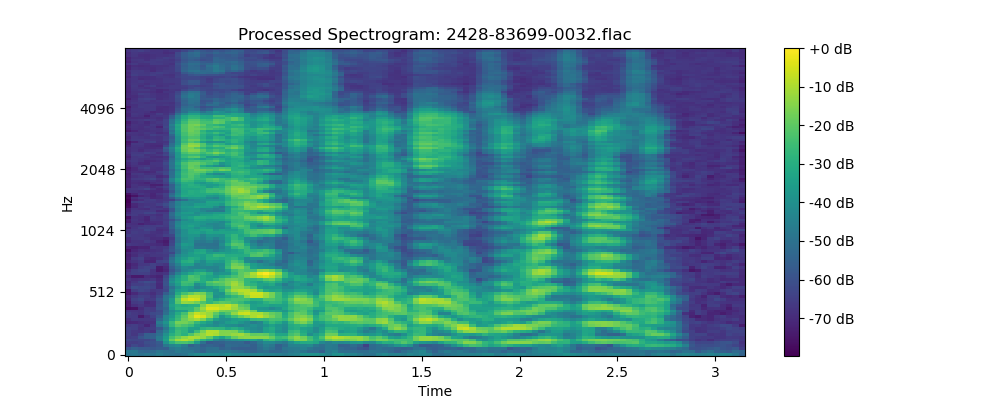 Processed Spectrogram: 2428-83699-0032.flac
Hz
4096
2048
1024
512
0
0 0.5 1 1.5 2 2.5 3
Time
+0 dB
-10 dB
-20 dB
-30 dB
-40 dB
-50 dB
-60 dB
-70 dB